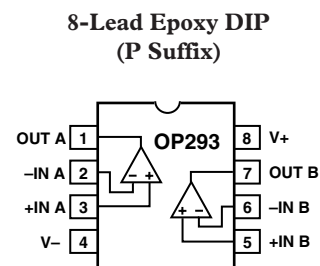 8-Lead Epoxy DIP
(P Suffix)
OUT A 1 OP293 8 V+
–IN A 2 7 OUT B
+IN A 3 – + 6 –IN B
V– 4 + – 5 +IN B